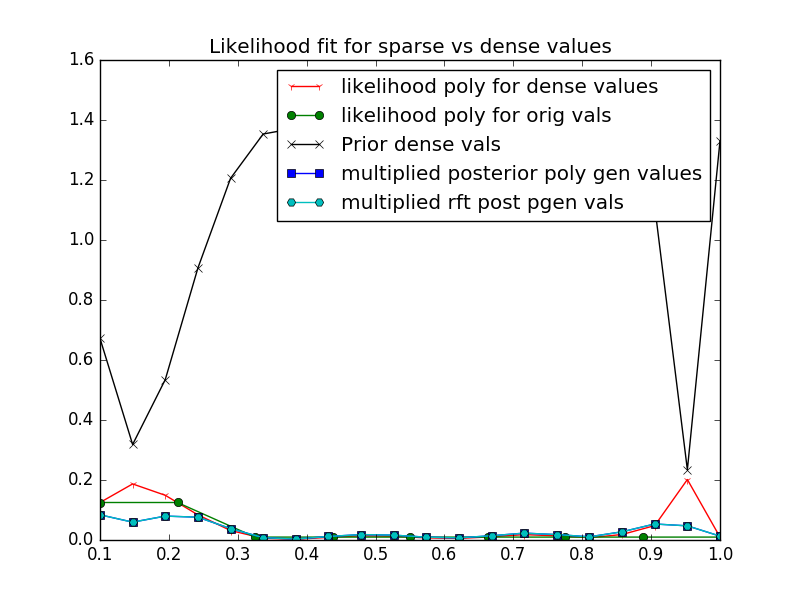 Likelihood fit for sparse vs dense values
1.6
1.4
1.2
1.0
0.8
0.6
0.4
0.2
0.0
likelihood poly for dense values
likelihood poly for orig vals
Prior dense vals
multiplied posterior poly gen values
multiplied rft post pgen vals
0.1 0.2 0.3 0.4 0.5 0.6 0.7 0.8 0.9 1.0